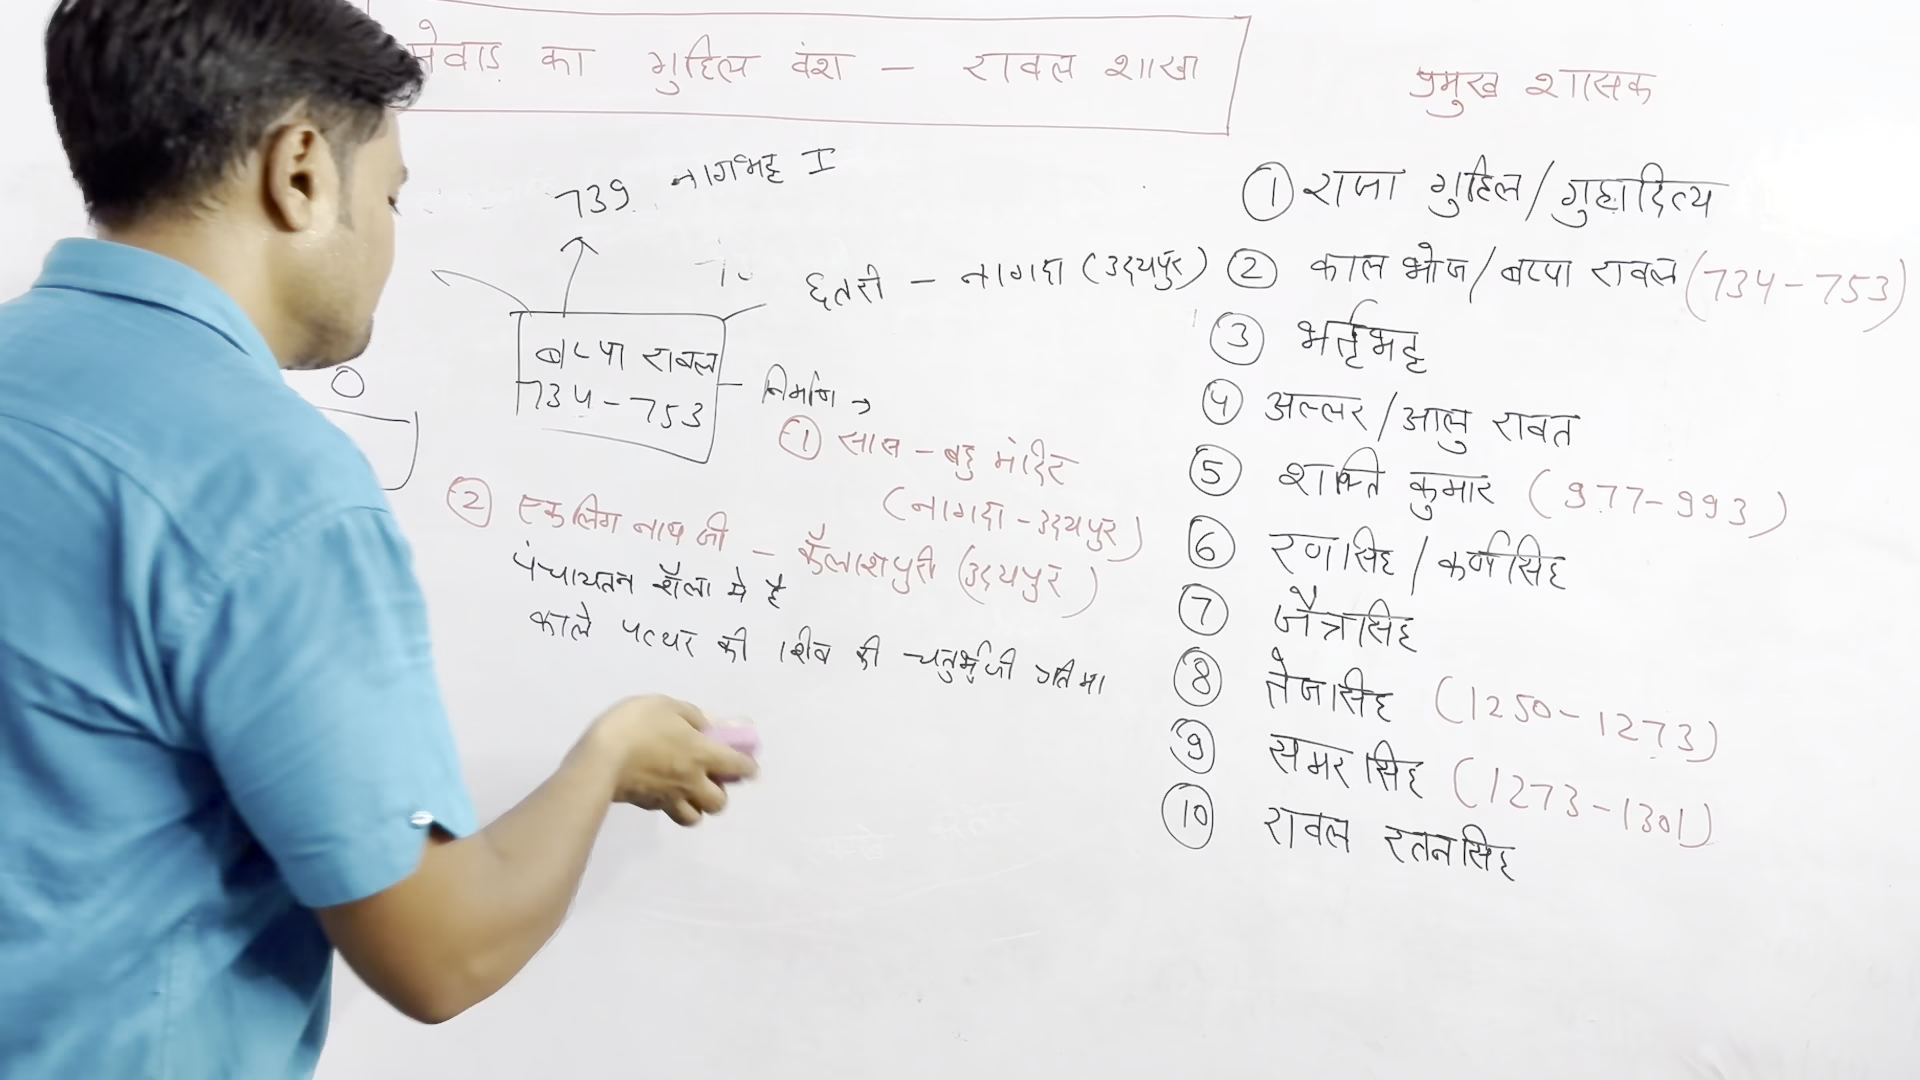 मेवाड़ का गुहिल वंश - रावल शाखा
739 नागभट्ट I
छतरी - नागदा (उदयपुर)
बप्पा रावल
734-753
निर्माण →
① सास - बहु मंदिर
(नागदा - उदयपुर)
② एकलिंग नाथ जी - कैलाशपुरी (उदयपुर)
पंचायतन शैली मे है
काले पत्थर की शिव की चतुर्भुजी प्रतिमा
प्रमुख शासक
① राजा गुहिल/गुहादित्य
② काल भोज/बप्पा रावल (734-753)
③ भर्तृभट्ट
④ अल्लट/आलु रावत
⑤ शक्ति कुमार (977-993)
⑥ रणसिंह/कर्णसिंह
⑦ जैत्रसिंह
⑧ तेजसिंह (1250-1273)
⑨ समर सिंह (1273-1301)
⑩ रावल रतनसिंह